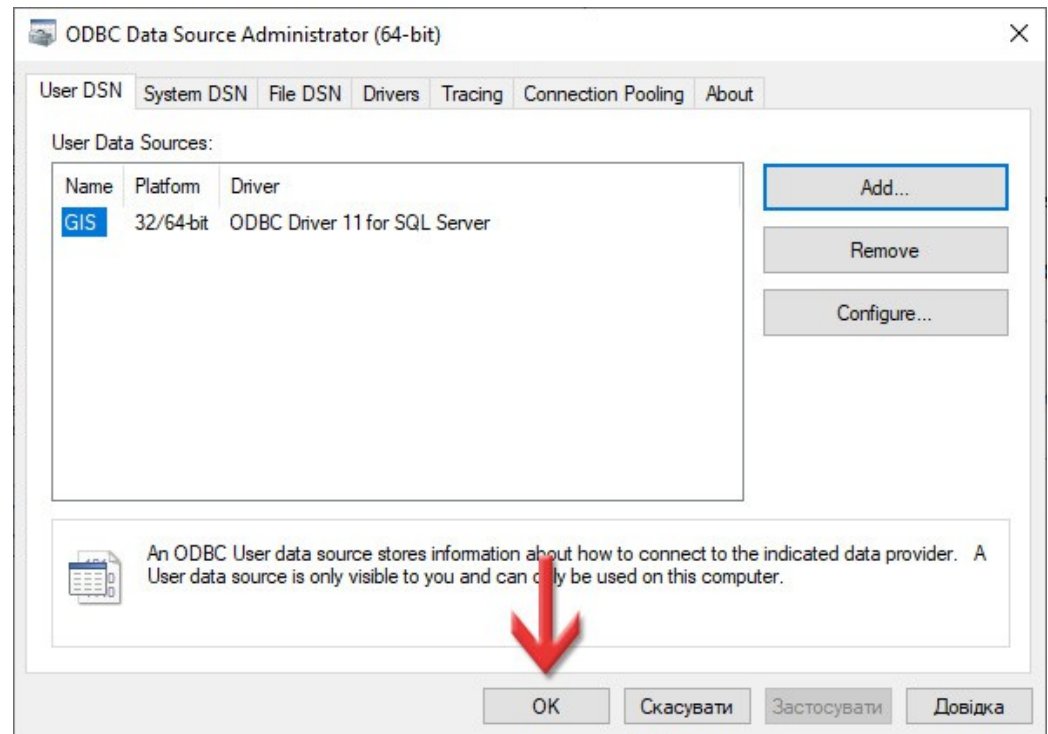 ODBC Data Source Administrator (64-bit)
User DSN System DSN File DSN Drivers Tracing Connection Pooling About
User Data Sources:
Name Platform Driver
GIS 32/64-bit ODBC Driver 11 for SQL Server
Add...
Remove
Configure...
An ODBC User data source stores information about how to connect to the indicated data provider. A
User data source is only visible to you and can only be used on this computer.
OK Скасувати Застосувати Довідка